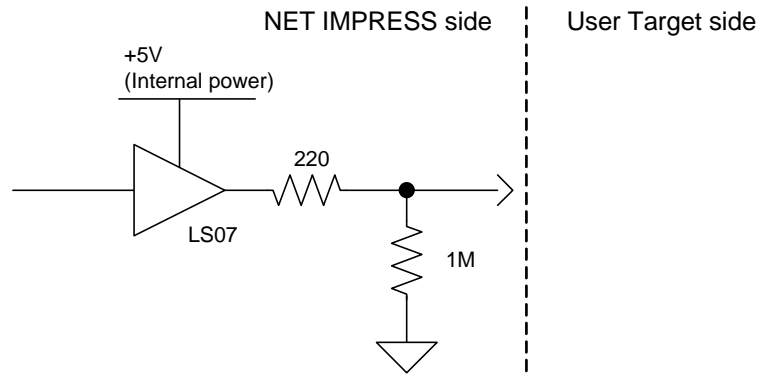 NET IMPRESS side
User Target side
+5V
(Internal power)
220
LS07
1M